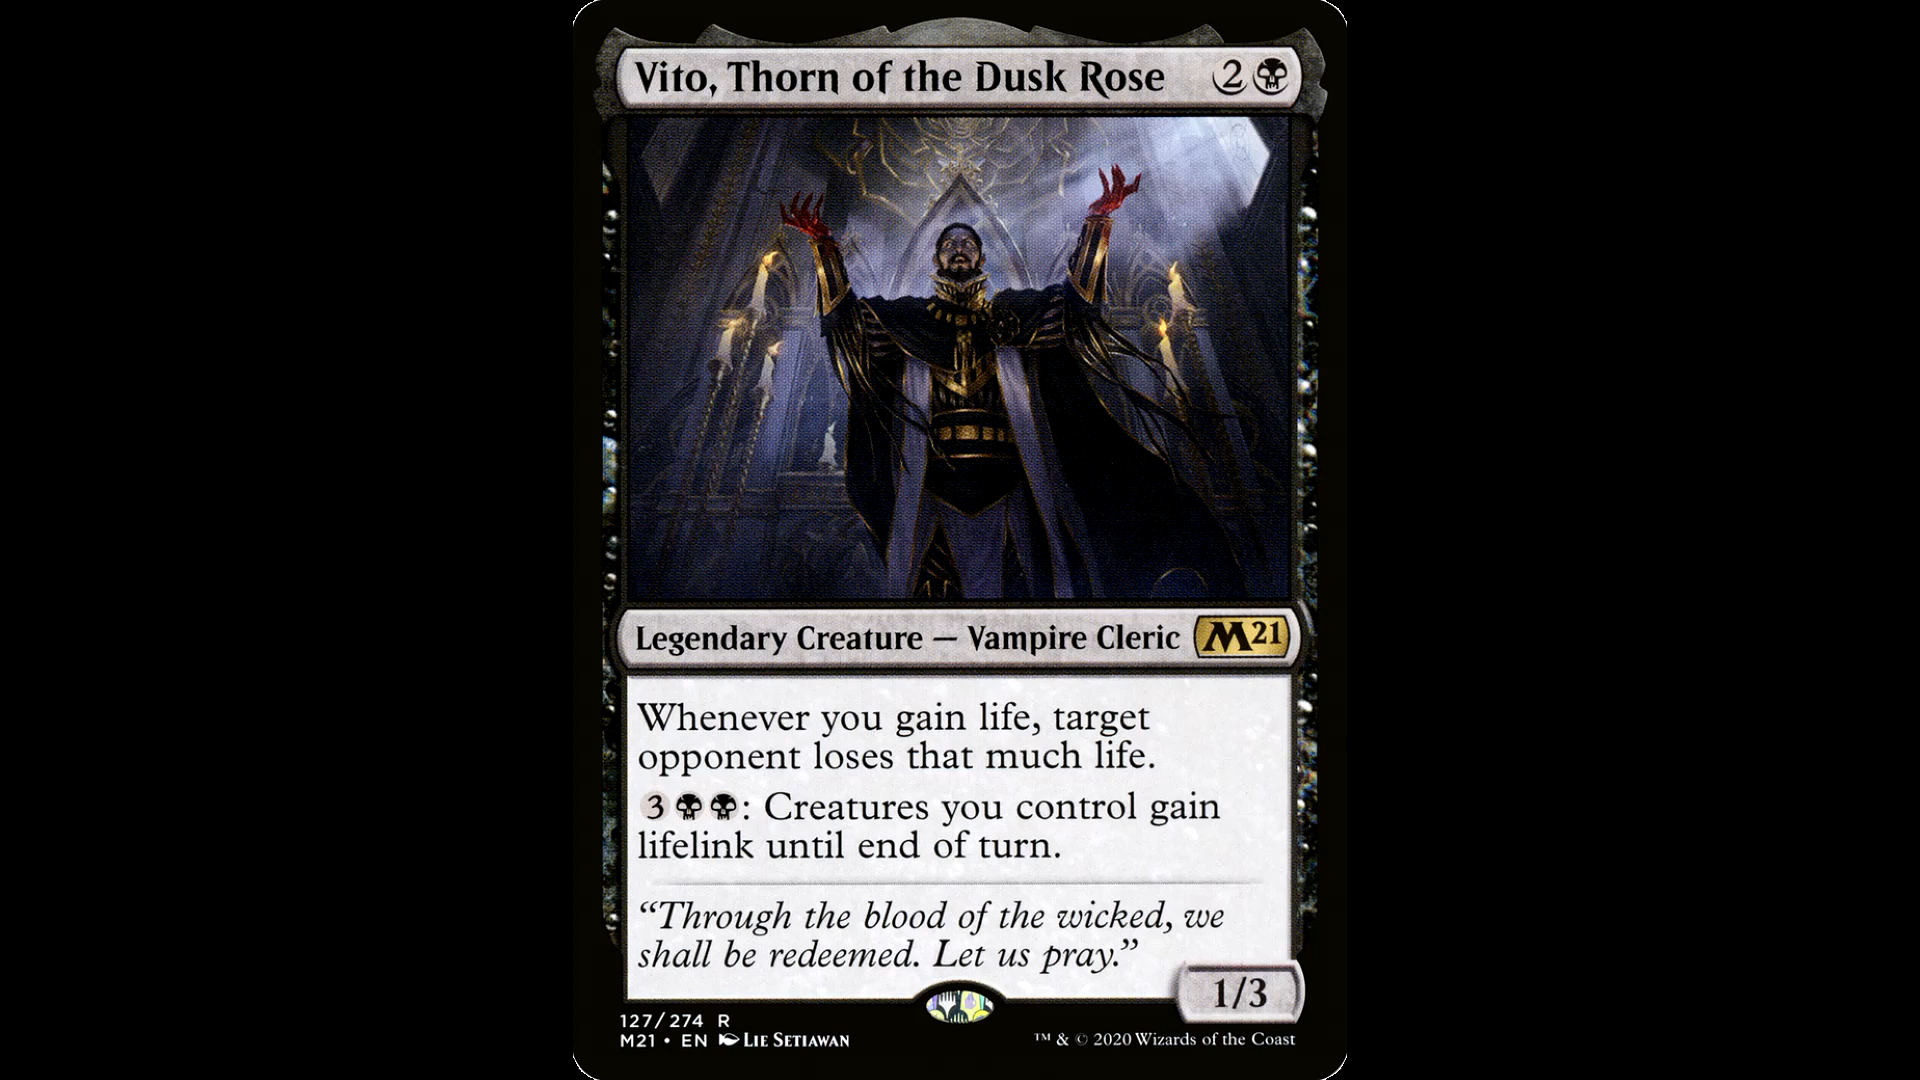 Vito, Thorn of the Dusk Rose 2
Legendary Creature — Vampire Cleric M21
Whenever you gain life, target
opponent loses that much life.
3: Creatures you control gain
lifelink until end of turn.
“Through the blood of the wicked, we
shall be redeemed. Let us pray.”
1/3
127/274 R
M21 • EN Lie Setiawan
™ & © 2020 Wizards of the Coast